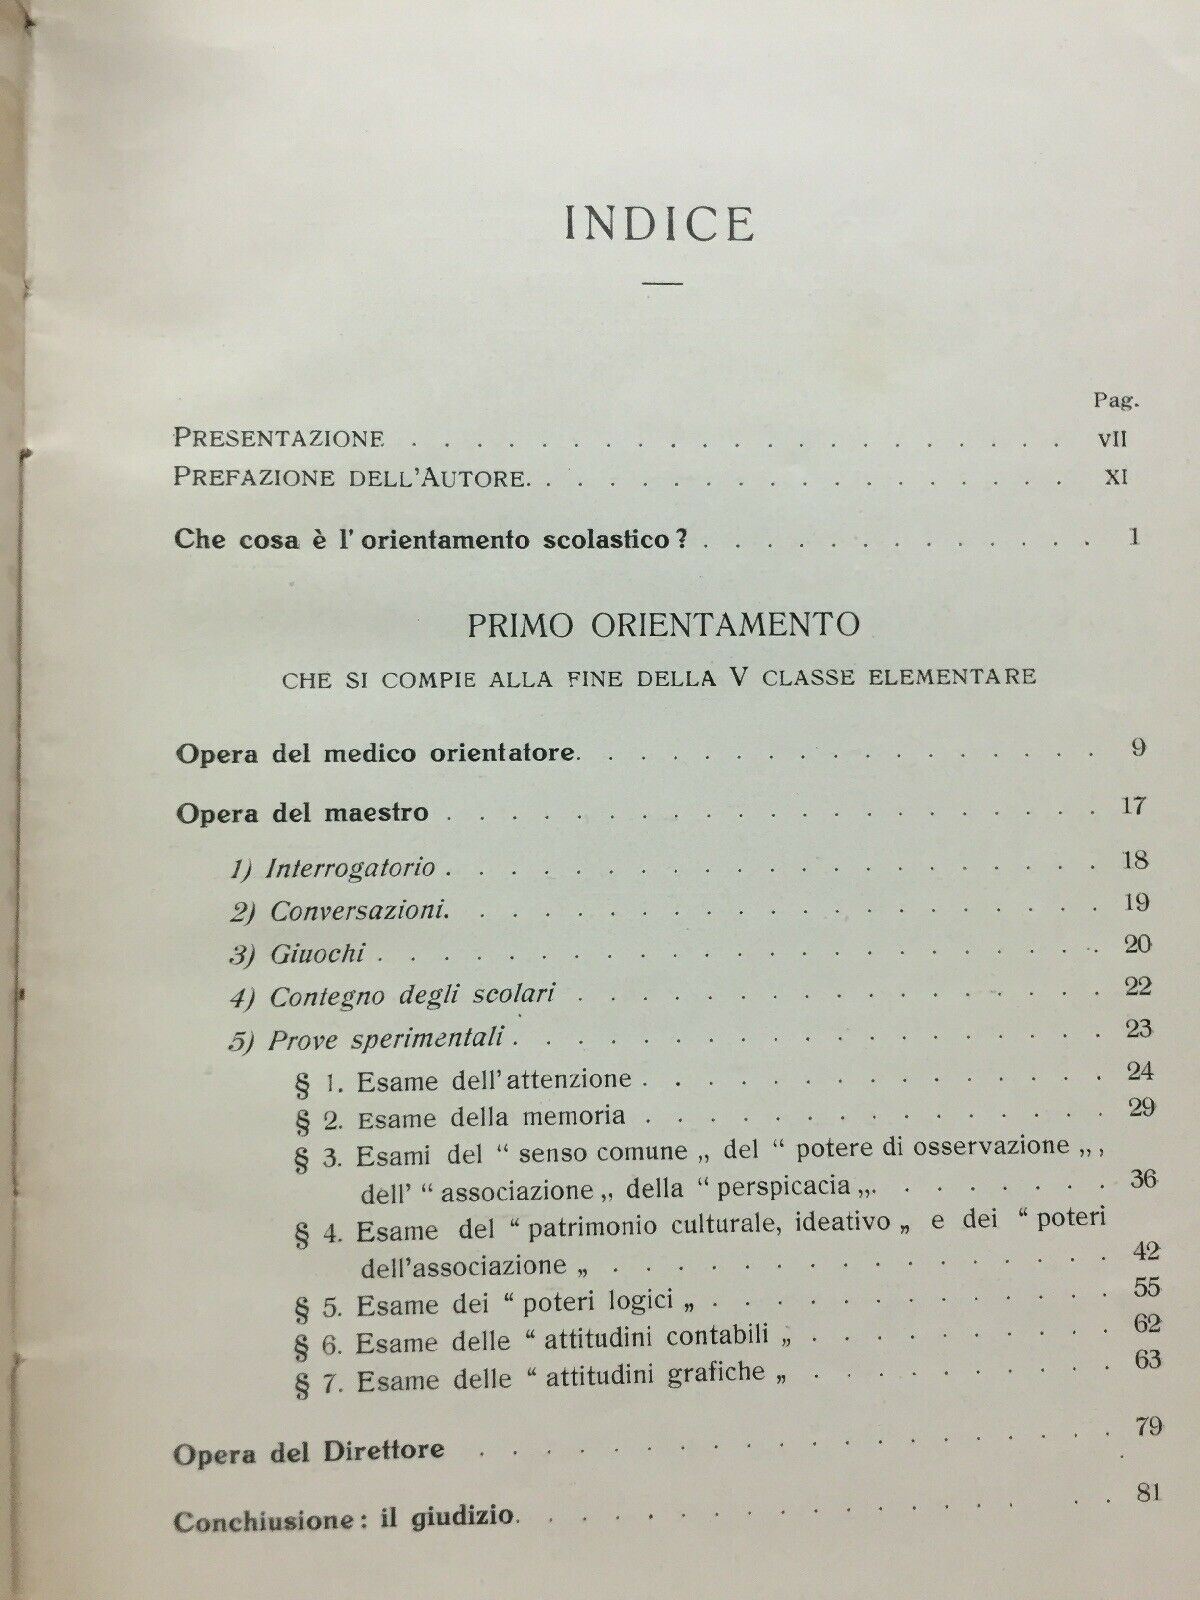 INDICE
Pag.
PRESENTAZIONE . . . . . . . . . . . . . . . . . . . . . VII
PREFAZIONE DELL'AUTORE. . . . . . . . . . . . . . . . . . XI
Che cosa è l'orientamento scolastico? . . . . . . . . . . . . . 1
PRIMO ORIENTAMENTO
CHE SI COMPIE ALLA FINE DELLA V CLASSE ELEMENTARE
Opera del medico orientatore. . . . . . . . . . . . . . . . . 9
Opera del maestro . . . . . . . . . . . . . . . . . . . . . 17
1) Interrogatorio . . . . . . . . . . . . . . . . . . . . . 18
2) Conversazioni. . . . . . . . . . . . . . . . . . . . . 19
3) Giuochi . . . . . . . . . . . . . . . . . . . . . . . 20
4) Contegno degli scolari . . . . . . . . . . . . . . . . . 22
5) Prove sperimentali . . . . . . . . . . . . . . . . . . . 23
§ 1. Esame dell'attenzione . . . . . . . . . . . . . . . 24
§ 2. Esame della memoria . . . . . . . . . . . . . . . 29
§ 3. Esami del “ senso comune „ del “ potere di osservazione „,
dell' “ associazione „ della “ perspicacia „. . . . . . . . 36
§ 4. Esame del “ patrimonio culturale, ideativo „ e dei “ poteri
dell'associazione „ . . . . . . . . . . . . . . . . 42
§ 5. Esame dei “ poteri logici „ . . . . . . . . . . . . . 55
§ 6. Esame delle “ attitudini contabili „ . . . . . . . . . . 62
§ 7. Esame delle “ attitudini grafiche „ . . . . . . . . . . 63
Opera del Direttore . . . . . . . . . . . . . . . . . . . . 79
Conchiusione: il giudizio. . . . . . . . . . . . . . . . . . 81